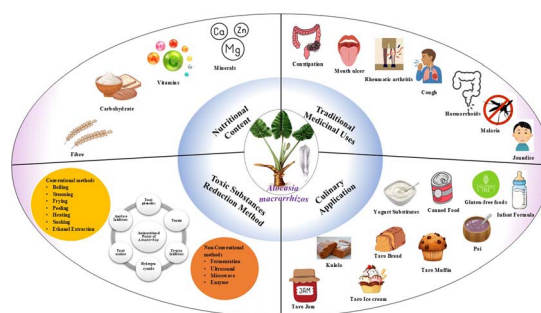 Ca
Zn
Mg
Minerals
Vitamins
Carbohydrate
Fibre
Nutritional
Content
Constipation
Mouth ulcer
Rheumatic arthritis
Cough
Haemorrhoids
Malaria
Jaundice
Traditional
Medicinal Uses
Alocasia
macrorrhizos
Toxic Substances
Reduction Method
Conventional methods
• Boiling
• Steaming
• Frying
• Peeling
• Heating
• Soaking
• Ethanol Extraction
Non-Conventional
methods
• Fermentation
• Ultrasound
• Microwave
• Enzyme
Culinary
Application
Yogurt Substitutes
Canned Food
Gluten-free foods
Infant Formula
Kulolo
Taro Bread
Taro Muffin
Poi
JAM
Taro Jam
Taro Ice cream